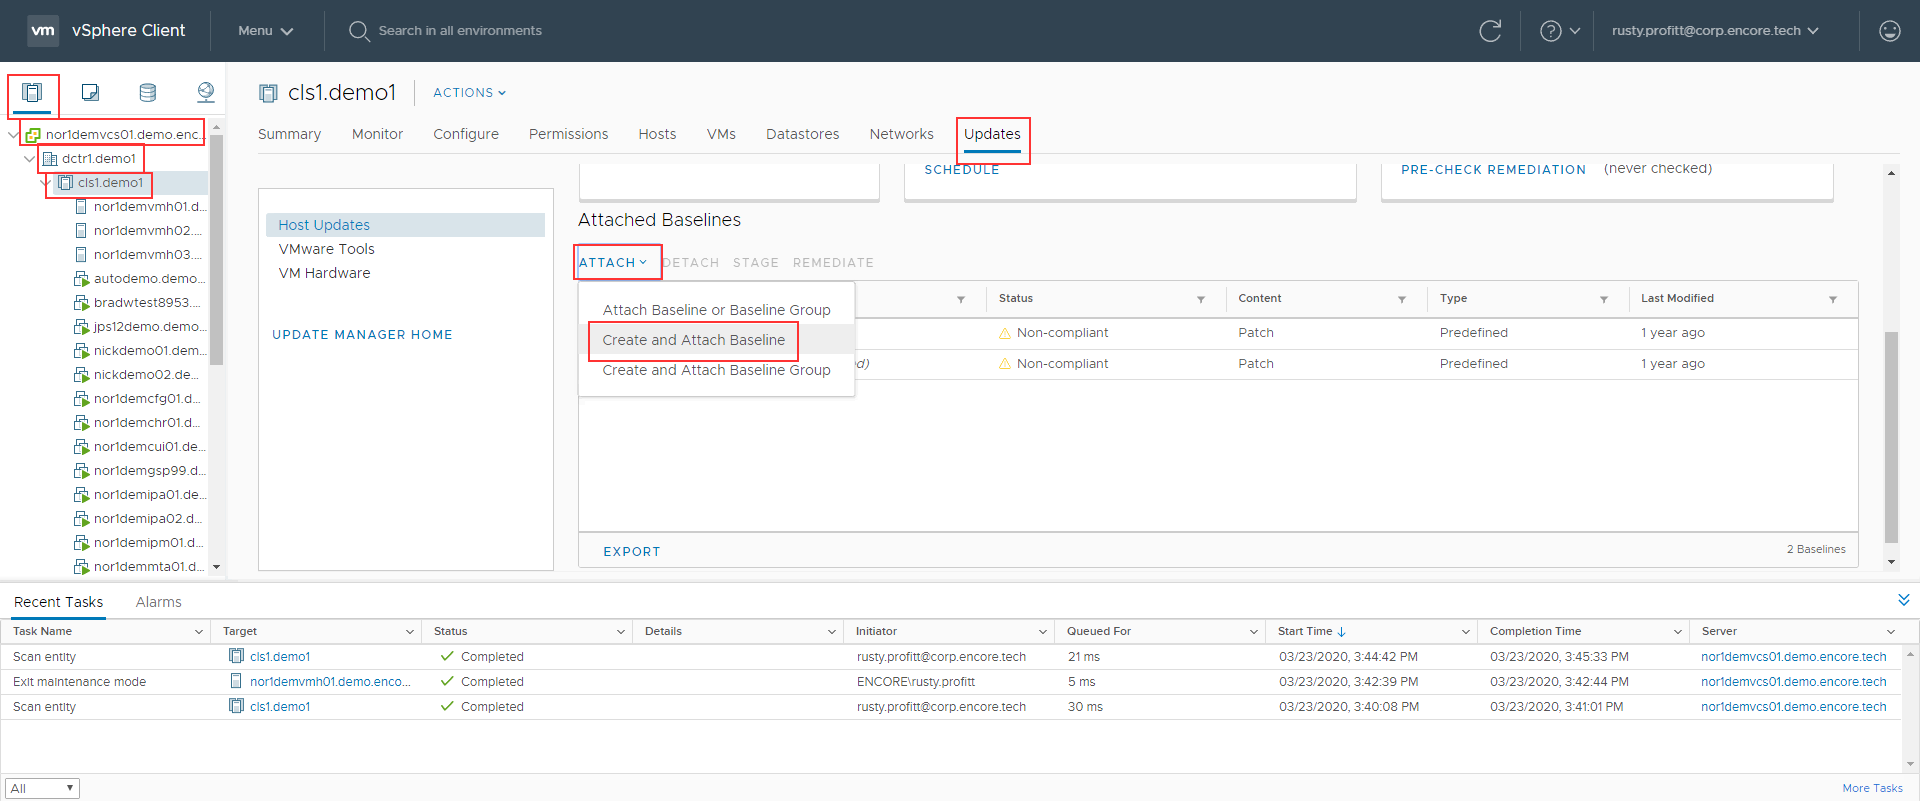 vm vSphere Client Menu Search in all environments rusty.profitt@corp.encore.tech
nor1demvcs01.demo.enc...
dctr1.demo1
cls1.demo1
nor1demvmh01.d...
nor1demvmh02....
nor1demvmh03....
autodemo.demo...
bradwtest8953....
jps12demo.demo...
nickdemo01.dem...
nickdemo02.de...
nor1demcfg01.d...
nor1demchr01.d...
nor1demcui01.de...
nor1demgsp99.d...
nor1demipa01.de...
nor1demipa02.d...
nor1demipm01.d...
nor1demmta01.d...
cls1.demo1 ACTIONS
Summary Monitor Configure Permissions Hosts VMs Datastores Networks Updates
Host Updates
VMware Tools
VM Hardware
UPDATE MANAGER HOME
SCHEDULE PRE-CHECK REMEDIATION (never checked)
Attached Baselines
ATTACH DETACH STAGE REMEDIATE
Attach Baseline or Baseline Group
Create and Attach Baseline
Create and Attach Baseline Group
Status Content Type Last Modified
Non-compliant Patch Predefined 1 year ago
d) Non-compliant Patch Predefined 1 year ago
EXPORT 2 Baselines
Recent Tasks Alarms
Task Name Target Status Details Initiator Queued For Start Time Completion Time Server
Scan entity cls1.demo1 Completed rusty.profitt@corp.encore.tech 21 ms 03/23/2020, 3:44:42 PM 03/23/2020, 3:45:33 PM nor1demvcs01.demo.encore.tech
Exit maintenance mode nor1demvmh01.demo.enco... Completed ENCORE\rusty.profitt 5 ms 03/23/2020, 3:42:39 PM 03/23/2020, 3:42:44 PM nor1demvcs01.demo.encore.tech
Scan entity cls1.demo1 Completed rusty.profitt@corp.encore.tech 30 ms 03/23/2020, 3:40:08 PM 03/23/2020, 3:41:01 PM nor1demvcs01.demo.encore.tech
All More Tasks